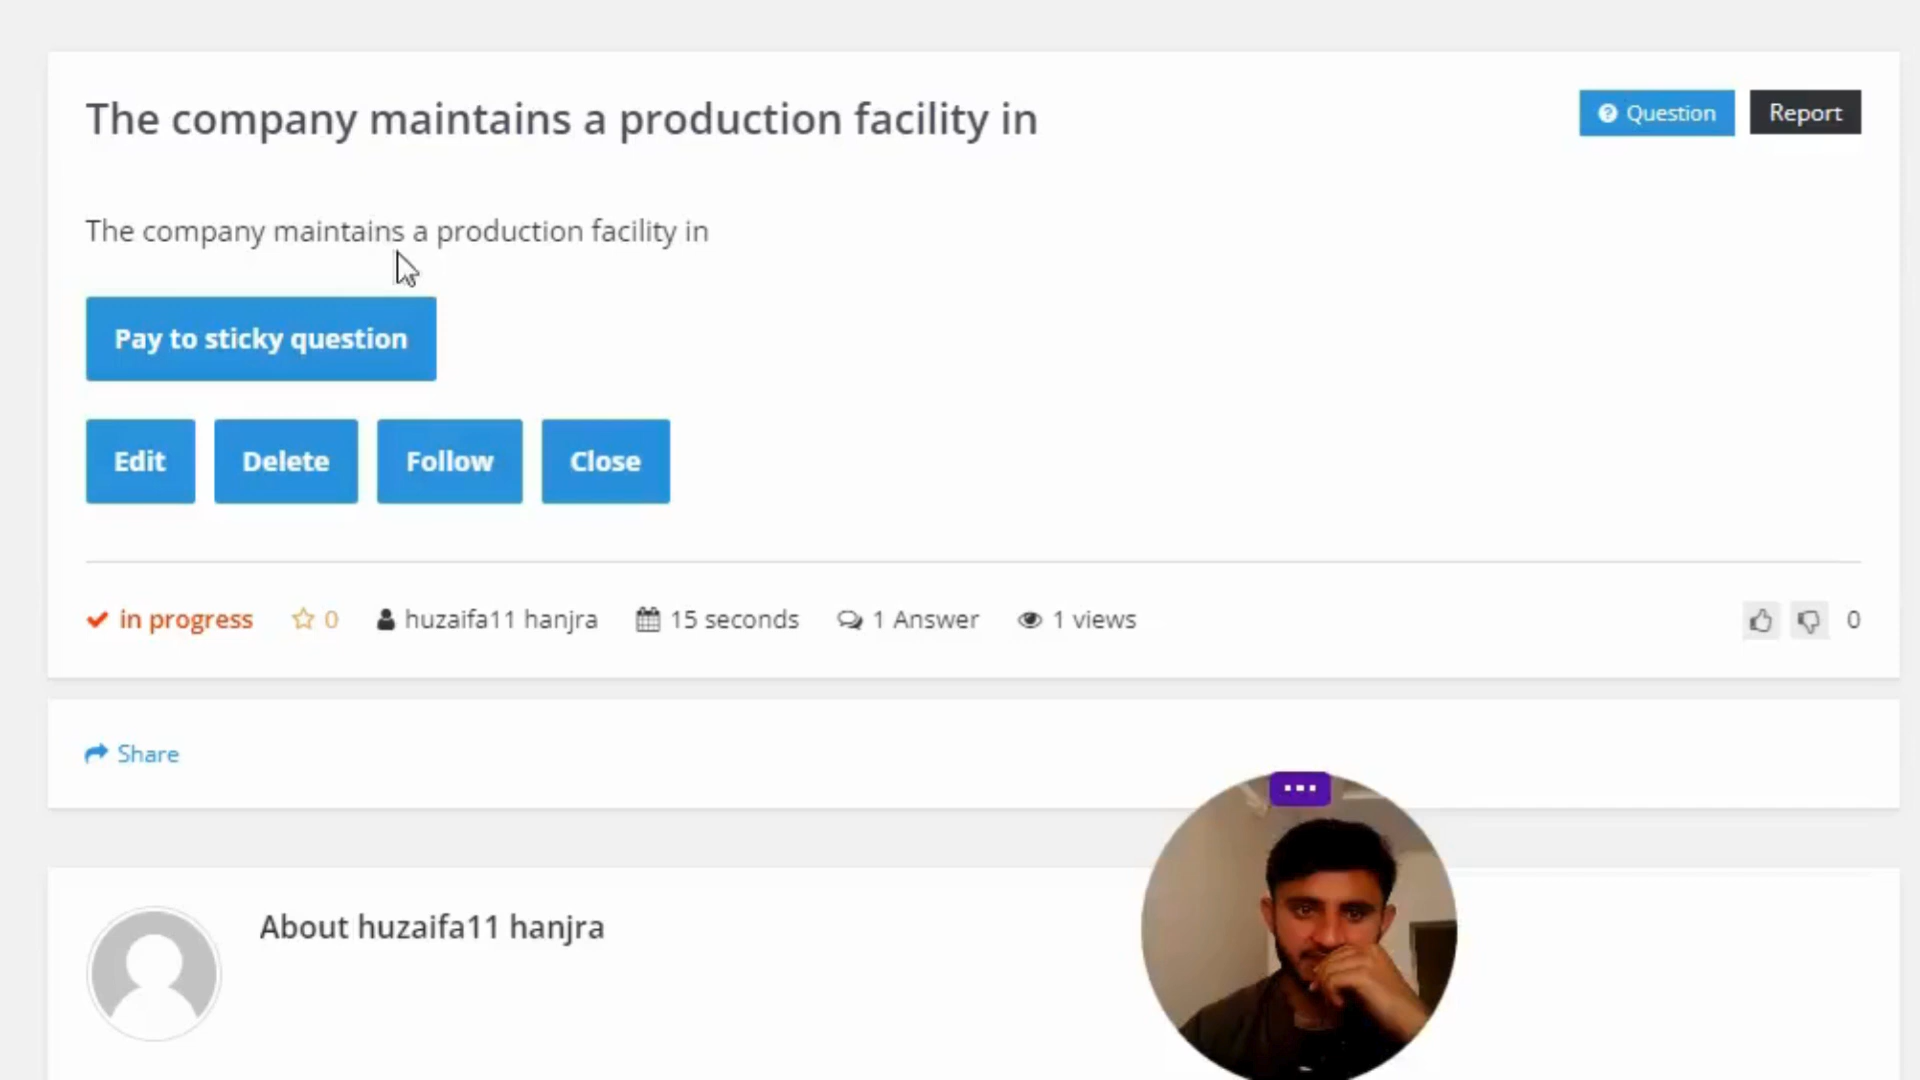 The company maintains a production facility in
Question
Report
The company maintains a production facility in
Pay to sticky question
Edit
Delete
Follow
Close
in progress
0
huzaifa11 hanjra
15 seconds
1 Answer
1 views
0
Share
About huzaifa11 hanjra